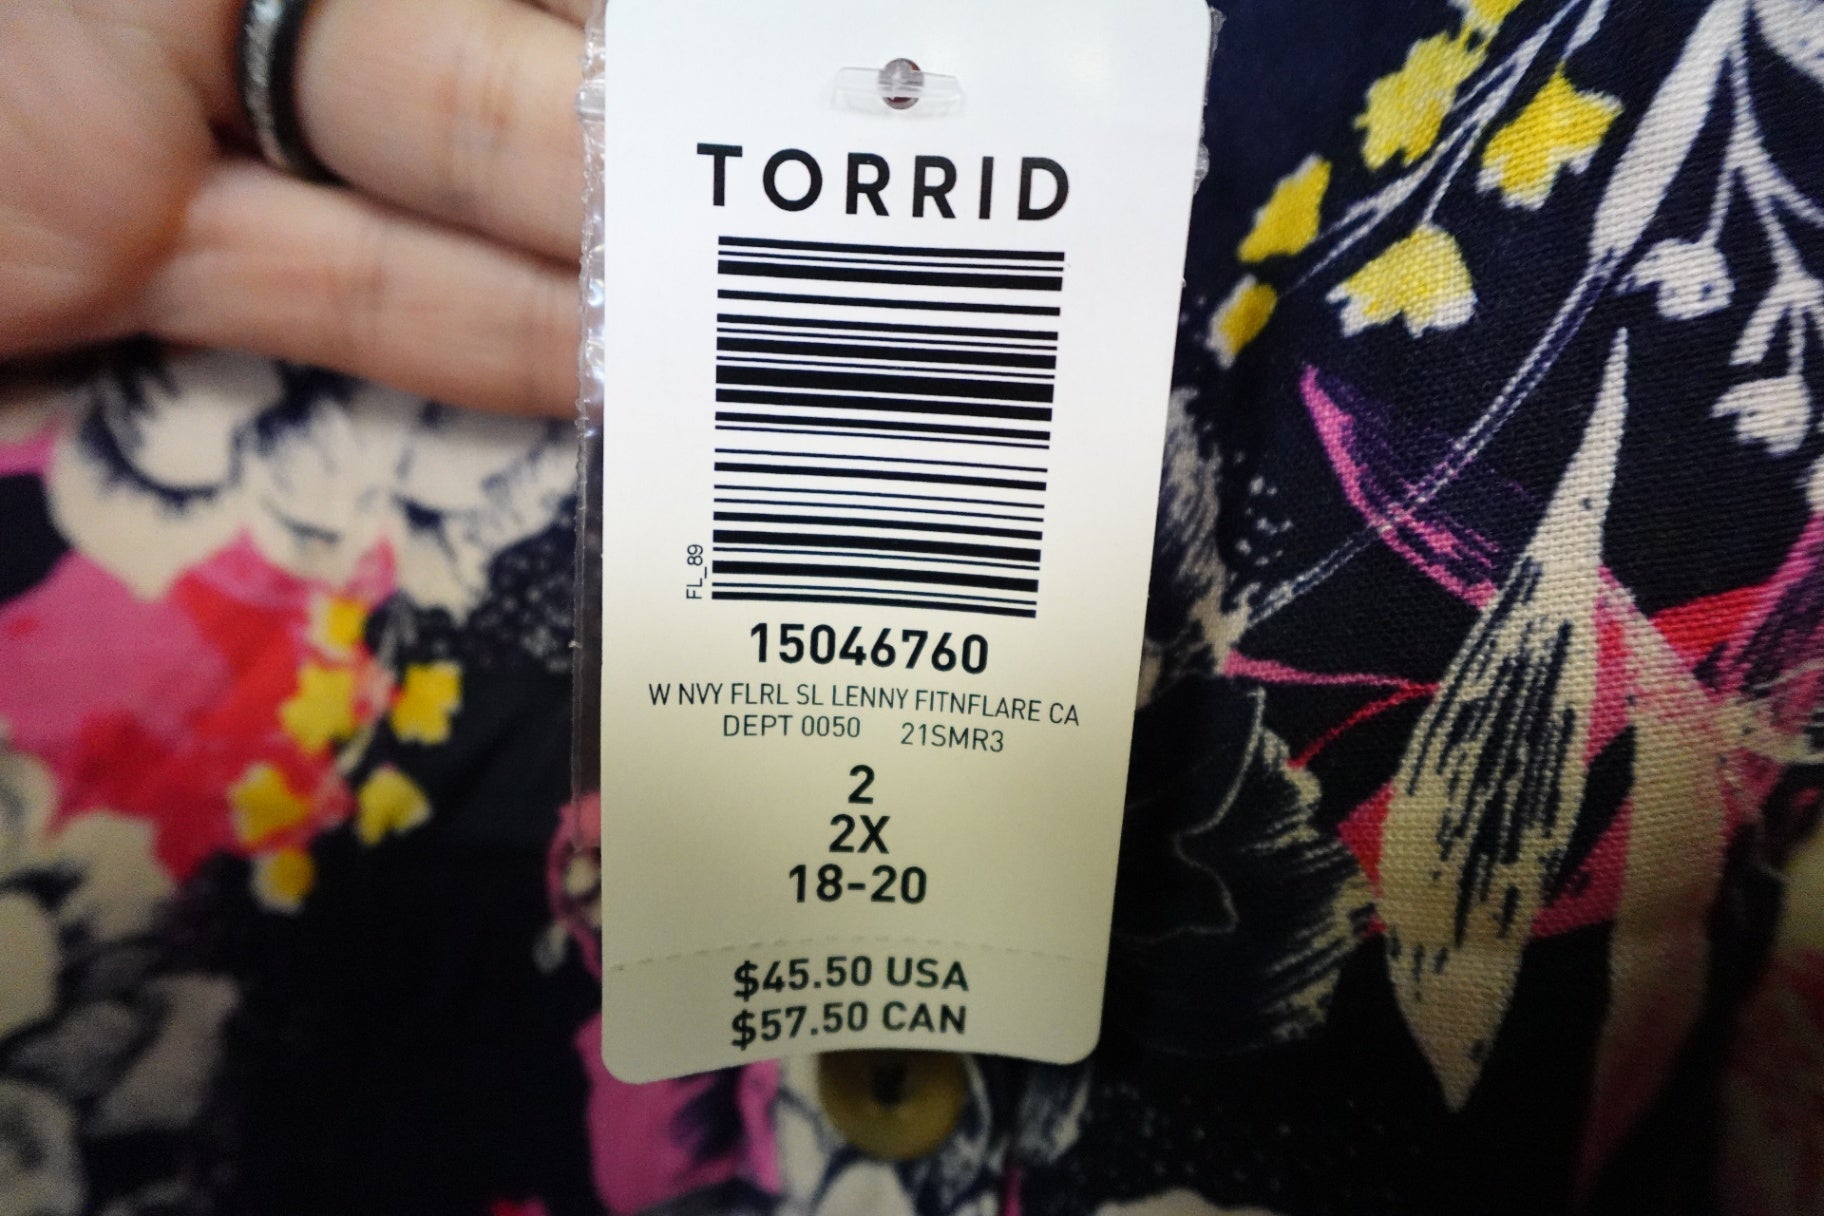 TORRID
FL_89
15046760
W NVY FLRL SL LENNY FITNFLARE CA
DEPT 0050 21SMR3
2
2X
18-20
$45.50 USA
$57.50 CAN